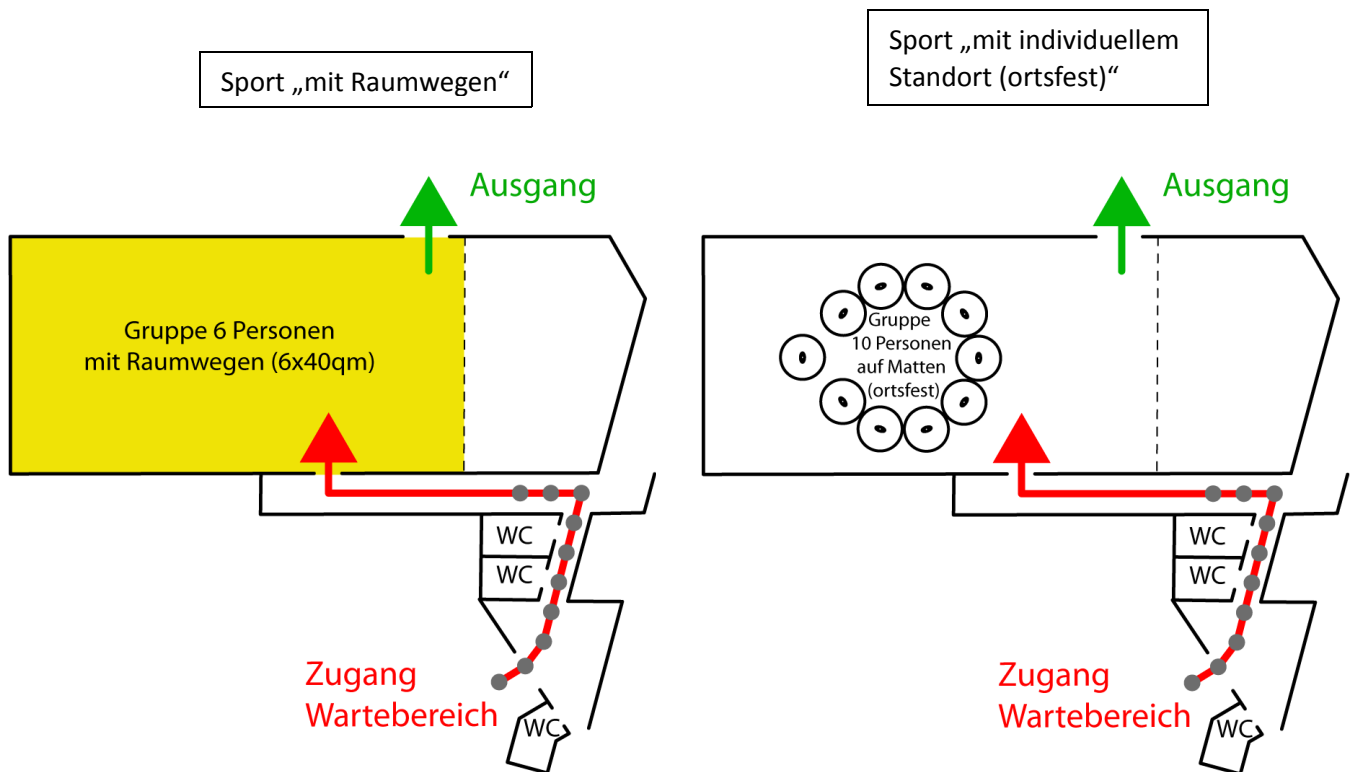 Sport „mit Raumwegen“
Ausgang
Gruppe 6 Personen
mit Raumwegen (6x40qm)
WC
WC
Zugang
Wartebereich
WC
Sport „mit individuellem
Standort (ortsfest)“
Ausgang
Gruppe
10 Personen
auf Matten
(ortsfest)
WC
WC
Zugang
Wartebereich
WC